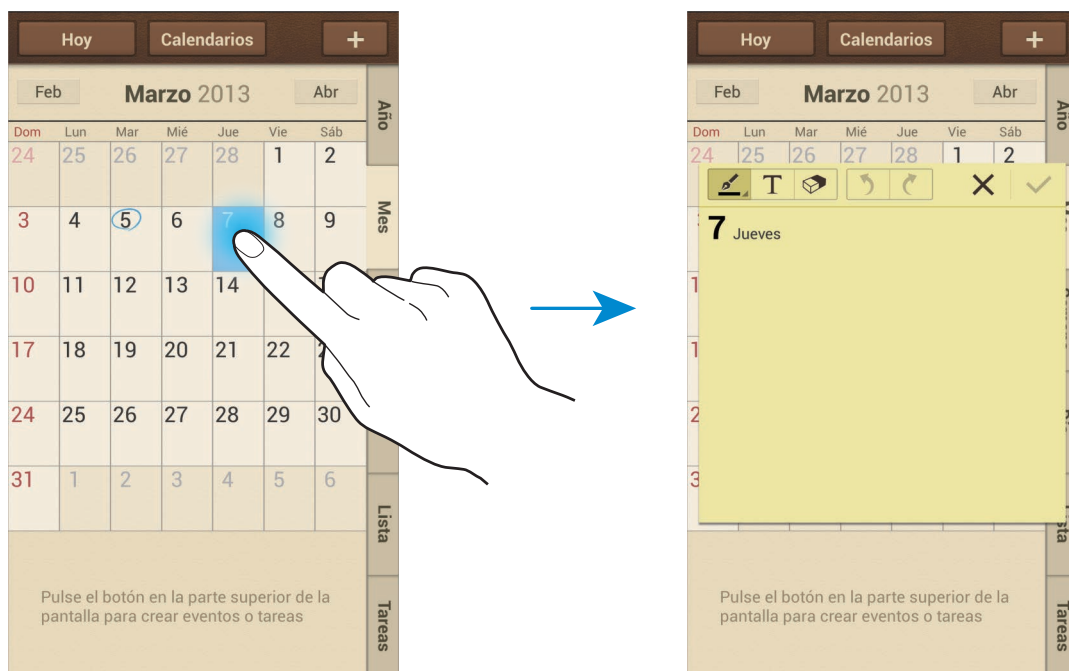 Hoy Calendarios +
Feb Marzo 2013 Abr
Año
Dom Lun Mar Mié Jue Vie Sáb
24 25 26 27 28 1 2
Mes
3 4 5 6 7 8 9
10 11 12 13 14
17 18 19 20 21 22
24 25 26 27 28 29 30
31 1 2 3 4 5 6
Lista
Pulse el botón en la parte superior de la
pantalla para crear eventos o tareas
Tareas
Hoy Calendarios +
Feb Marzo 2013 Abr
Año
Dom Lun Mar Mié Jue Vie Sáb
24 25 26 27 28 1 2
T
7 Jueves
Pulse el botón en la parte superior de la
pantalla para crear eventos o tareas
Tareas